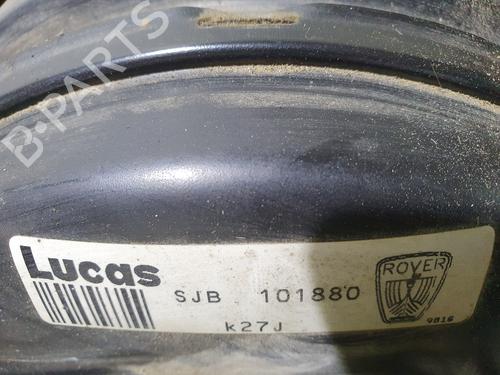 B-PARTS
Lucas
SJB 101880
ROVER
k27J
9816